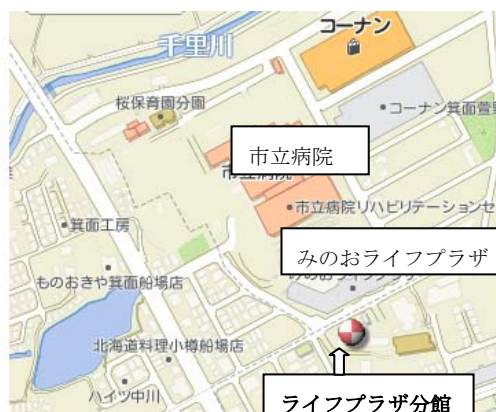 千里川
コーナン
桜保育園分園
コーナン箕面萱野
市立病院
市立病院
市立病院リハビリテーションセ
箕面工房
みのおライフプラザ
ものおきや箕面船場店
北海道料理小樽船場店
ハイツ中川
ライフプラザ分館